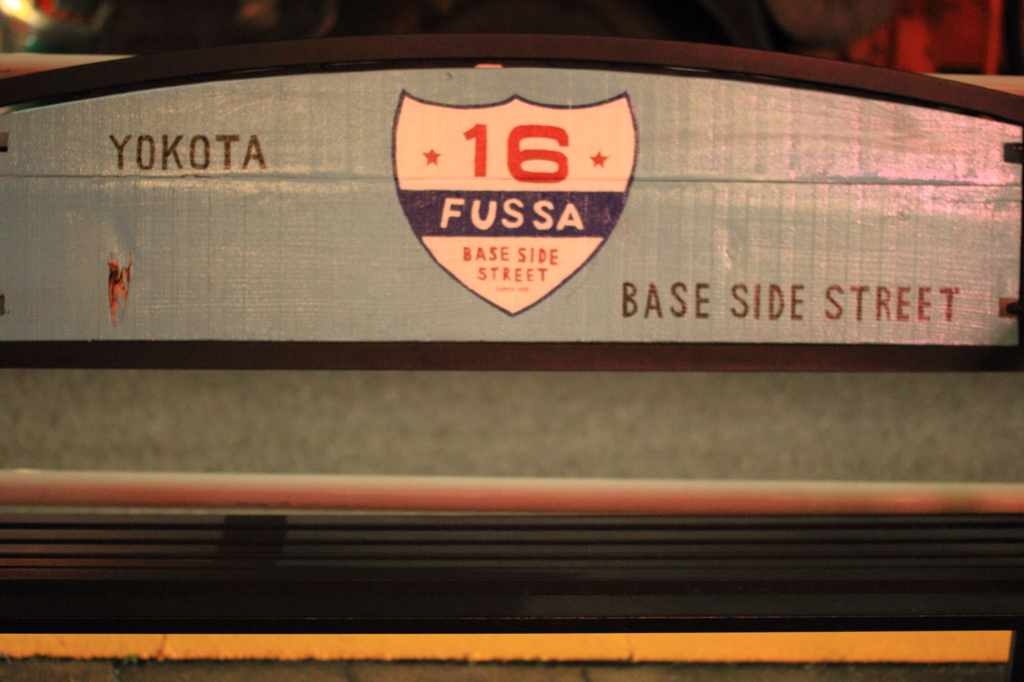 YOKOTA
16
FUSSA
BASE SIDE
STREET
BASE SIDE STREET